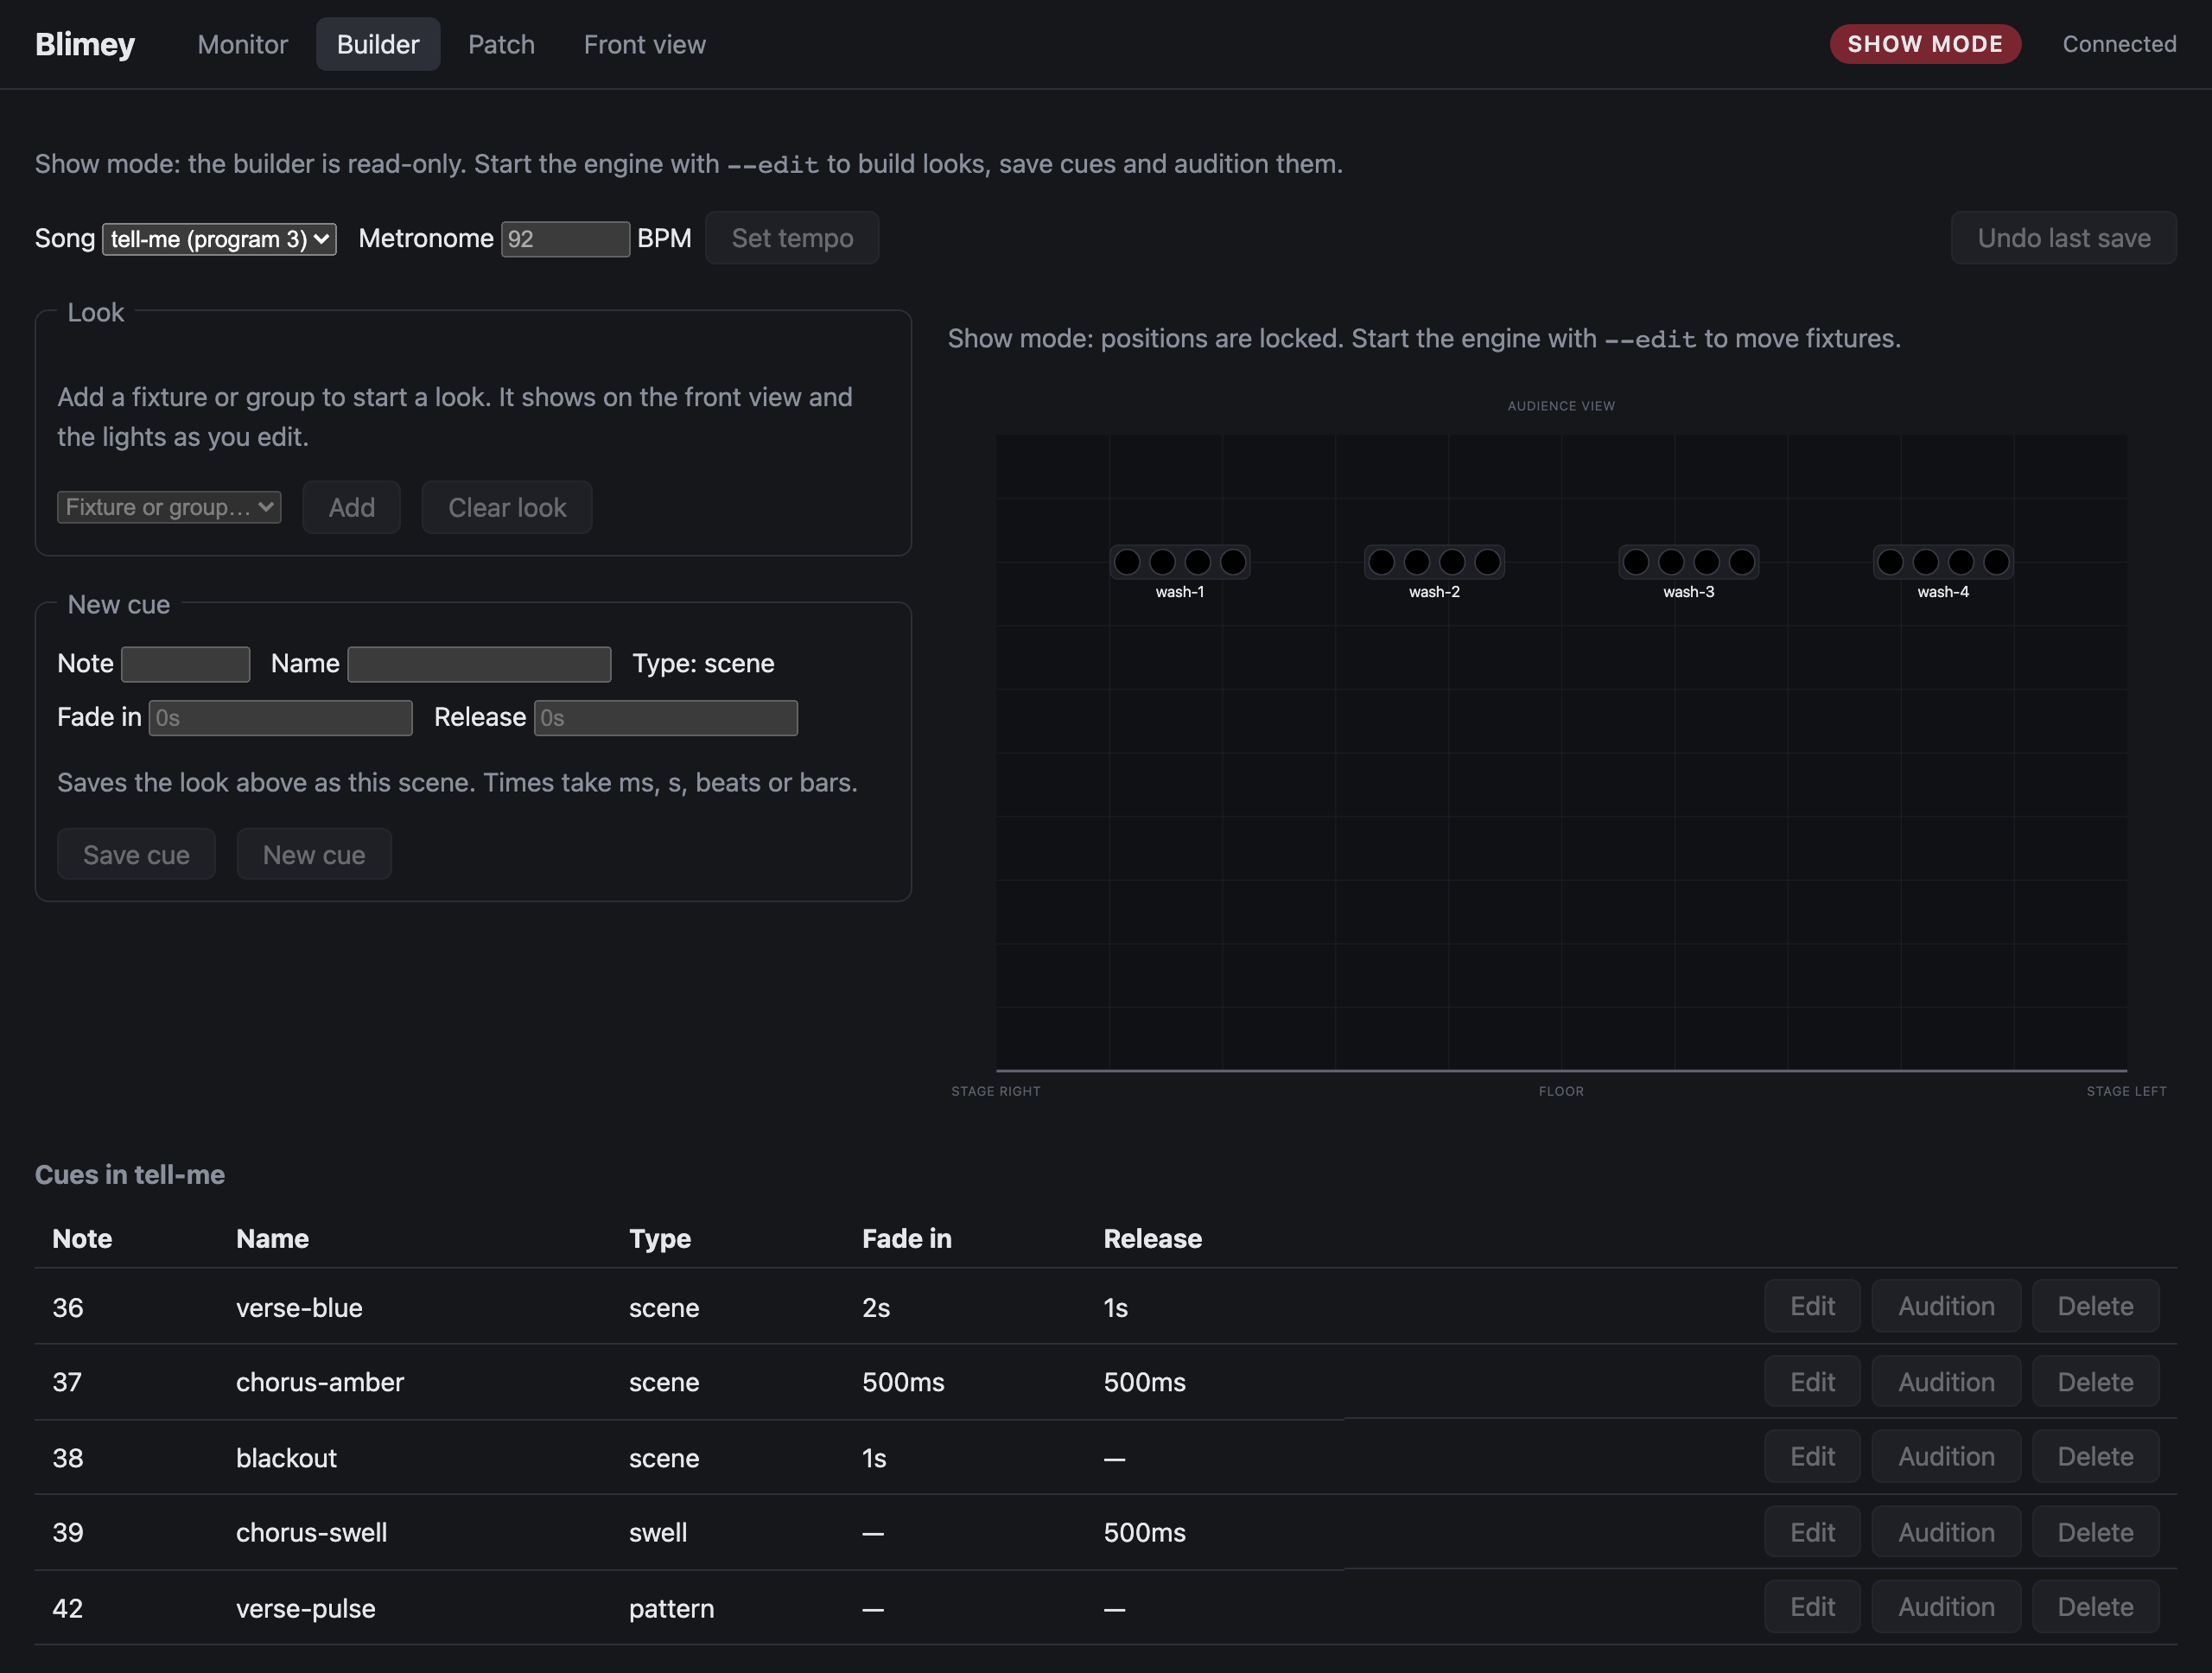 Blimey Monitor Builder Patch Front view SHOW MODE Connected
Show mode: the builder is read-only. Start the engine with --edit to build looks, save cues and audition them.
Song tell-me (program 3) Metronome 92 BPM Set tempo Undo last save
Look
Add a fixture or group to start a look. It shows on the front view and
the lights as you edit.
Fixture or group… Add Clear look
New cue
Note Name Type: scene
Fade in 0s Release 0s
Saves the look above as this scene. Times take ms, s, beats or bars.
Save cue New cue
Show mode: positions are locked. Start the engine with --edit to move fixtures.
AUDIENCE VIEW
wash-1 wash-2 wash-3 wash-4
STAGE RIGHT FLOOR STAGE LEFT
Cues in tell-me
Note Name Type Fade in Release
36 verse-blue scene 2s 1s Edit Audition Delete
37 chorus-amber scene 500ms 500ms Edit Audition Delete
38 blackout scene 1s — Edit Audition Delete
39 chorus-swell swell — 500ms Edit Audition Delete
42 verse-pulse pattern — — Edit Audition Delete